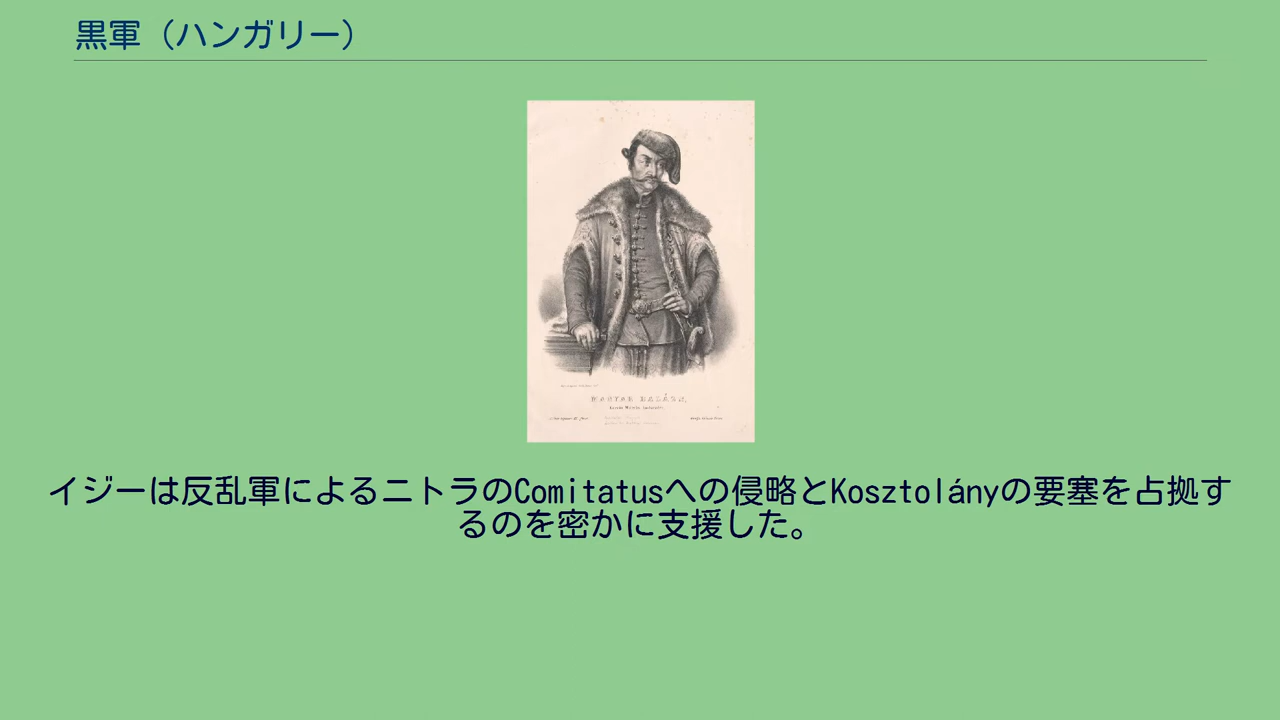 黒軍（ハンガリー）
MAGYAR BALÁZS,
イジーは反乱軍によるニトラのComitatusへの侵略とKosztolányの要塞を占拠す
るのを密かに支援した。